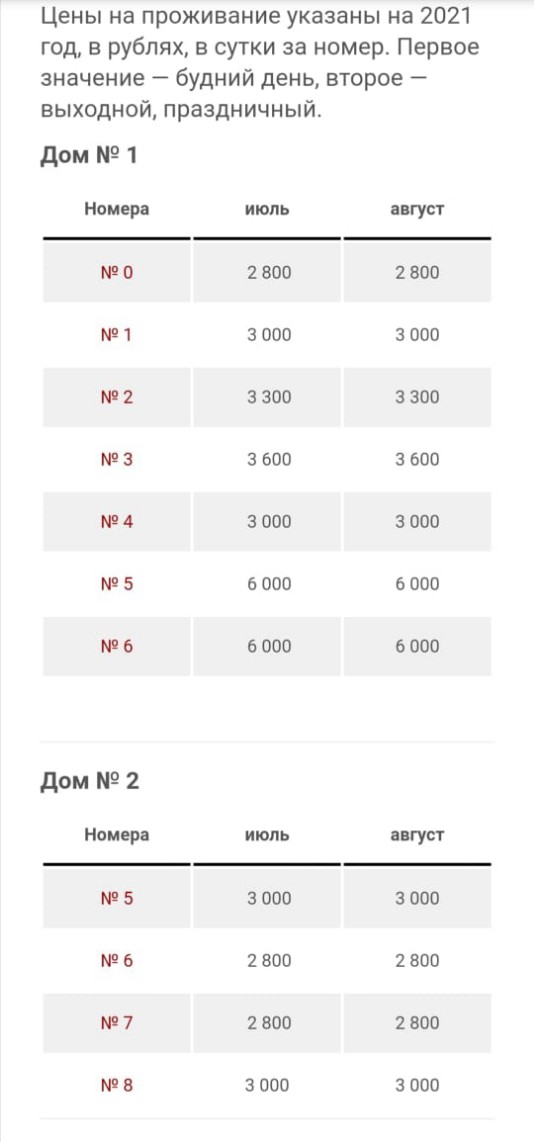 Цены на проживание указаны на 2021
год, в рублях, в сутки за номер. Первое
значение — будний день, второе —
выходной, праздничный.
Дом № 1
Номера июль август
№ 0 2 800 2 800
№ 1 3 000 3 000
№ 2 3 300 3 300
№ 3 3 600 3 600
№ 4 3 000 3 000
№ 5 6 000 6 000
№ 6 6 000 6 000
Дом № 2
Номера июль август
№ 5 3 000 3 000
№ 6 2 800 2 800
№ 7 2 800 2 800
№ 8 3 000 3 000